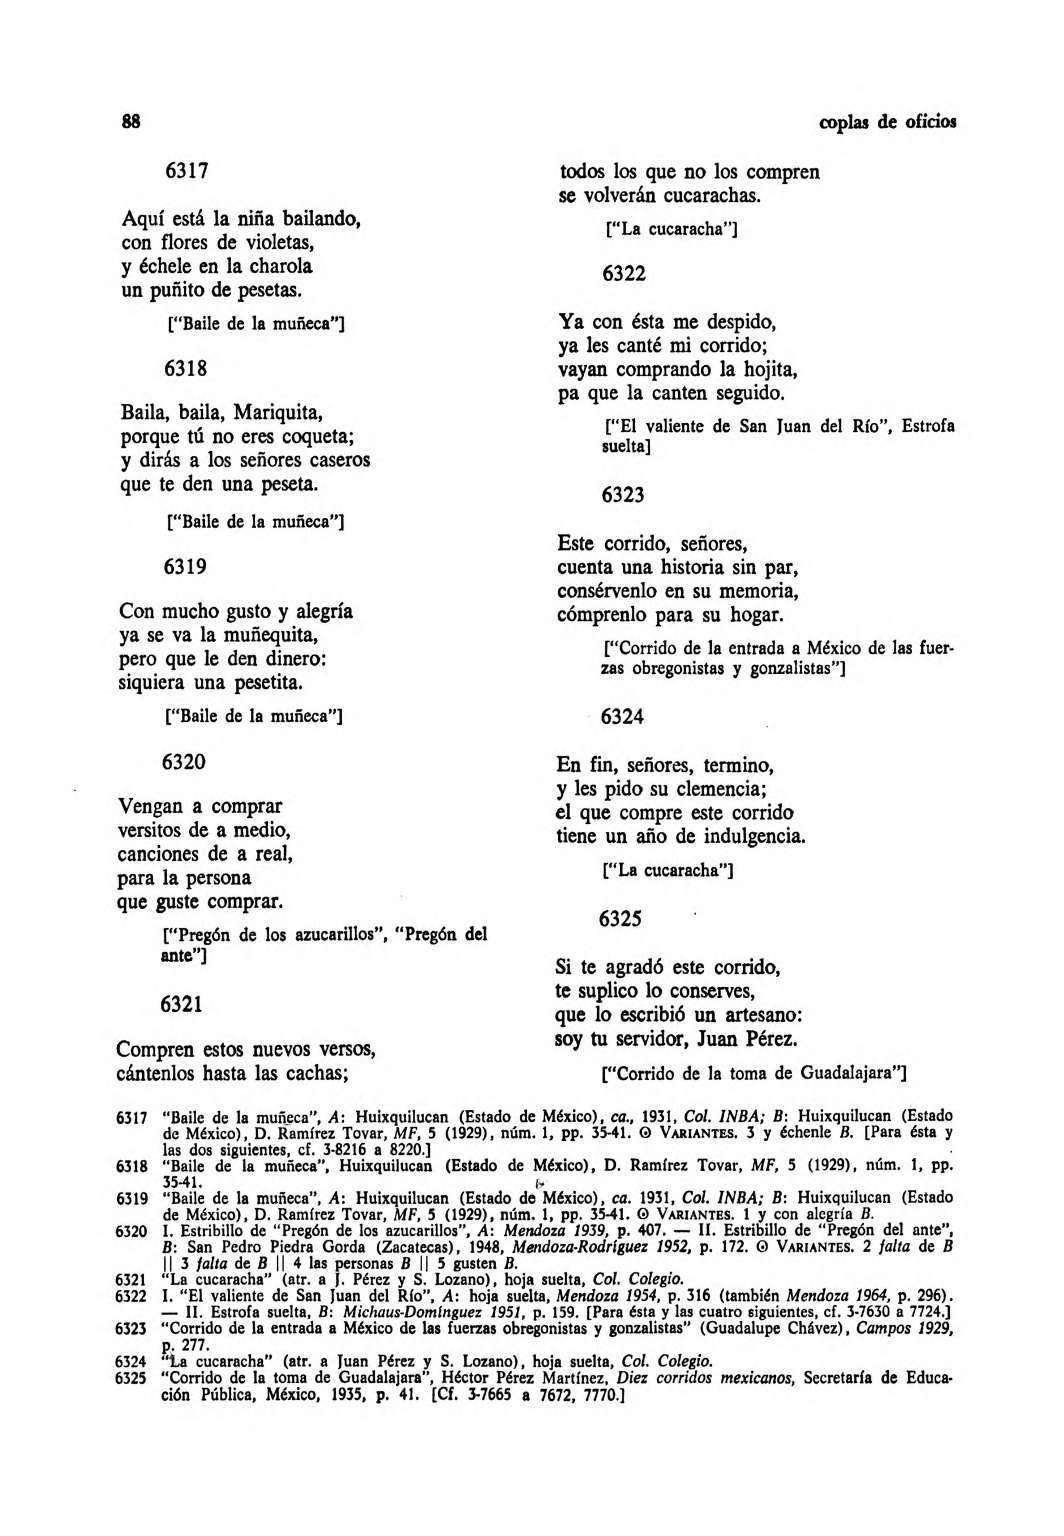 88
coplas de oficios
6317
Aquí está la niña bailando,
con flores de violetas,
y échele en la charola
un puñito de pesetas.
["Baile de la muñeca"]
6318
Baila, baila, Mariquita,
porque tú no eres coqueta;
y dirás a los señores caseros
que te den una peseta.
["Baile de la muñeca"]
6319
Con mucho gusto y alegría
ya se va la muñequita,
pero que le den dinero:
siquiera una pesetita.
["Baile de la muñeca"]
6320
Vengan a comprar
versitos de a medio,
canciones de a real,
para la persona
que guste comprar.
["Pregón de los azucarillos", "Pregón del
ante"]
6321
Compren estos nuevos versos,
cántenlos hasta las cachas;
todos los que no los compren
se volverán cucarachas.
["La cucaracha"]
6322
Ya con ésta me despido,
ya les canté mi corrido;
vayan comprando la hojita,
pa que la canten seguido.
["El valiente de San Juan del Río", Estrofa
suelta]
6323
Este corrido, señores,
cuenta una historia sin par,
consérvenlo en su memoria,
cómprenlo para su hogar.
["Corrido de la entrada a México de las fuer-
zas obregonistas y gonzalistas"]
6324
En fin, señores, termino,
y les pido su clemencia;
el que compre este corrido
tiene un año de indulgencia.
["La cucaracha"]
6325
Si te agradó este corrido,
te suplico lo conserves,
que lo escribió un artesano:
soy tu servidor, Juan Pérez.
["Corrido de la toma de Guadalajara"]
6317 "Baile de la muñeca", A: Huixquilucan (Estado de México), ca., 1931, Col. INBA; B: Huixquilucan (Estado
de México), D. Ramírez Tovar, MF, 5 (1929), núm. 1, pp. 35-41. ʘ VARIANTES. 3 y échenle B. [Para ésta y
las dos siguientes, cf. 3-8216 a 8220.]
6318 "Baile de la muñeca", Huixquilucan (Estado de México), D. Ramírez Tovar, MF, 5 (1929), núm. 1, pp.
35-41.
6319 "Baile de la muñeca", A: Huixquilucan (Estado de México), ca. 1931, Col. INBA; B: Huixquilucan (Estado
de México), D. Ramírez Tovar, MF, 5 (1929), núm. 1, pp. 35-41. ʘ VARIANTES. 1 y con alegría B.
6320 I. Estribillo de "Pregón de los azucarillos", A: Mendoza 1939, p. 407. — II. Estribillo de "Pregón del ante",
B: San Pedro Piedra Gorda (Zacatecas), 1948, Mendoza-Rodríguez 1952, p. 172. ʘ VARIANTES. 2 falta de B
|| 3 falta de B || 4 las personas B || 5 gusten B.
6321 "La cucaracha" (atr. a J. Pérez y S. Lozano), hoja suelta, Col. Colegio.
6322 I. "El valiente de San Juan del Río", A: hoja suelta, Mendoza 1954, p. 316 (también Mendoza 1964, p. 296).
— II. Estrofa suelta, B: Michaus-Domínguez 1951, p. 159. [Para ésta y las cuatro siguientes, cf. 3-7630 a 7724.]
6323 "Corrido de la entrada a México de las fuerzas obregonistas y gonzalistas" (Guadalupe Chávez), Campos 1929,
p. 277.
6324 "La cucaracha" (atr. a Juan Pérez y S. Lozano), hoja suelta, Col. Colegio.
6325 "Corrido de la toma de Guadalajara", Héctor Pérez Martínez, Diez corridos mexicanos, Secretaría de Educa-
ción Pública, México, 1935, p. 41. [Cf. 3-7665 a 7672, 7770.]